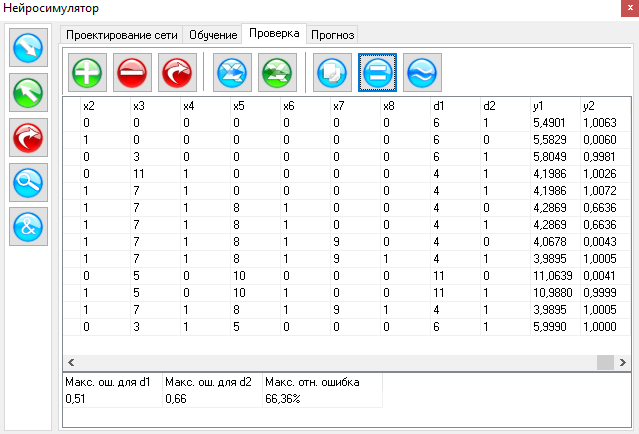 Нейросимулятор
Проектирование сети Обучение Проверка Прогноз
x2 x3 x4 x5 x6 x7 x8 d1 d2 y1 y2
0 0 0 0 0 0 0 6 1 5,4901 1,0063
1 0 0 0 0 0 0 6 0 5,5829 0,0060
0 3 0 0 0 0 0 6 1 5,8049 0,9981
0 11 1 0 0 0 0 4 1 4,1986 1,0026
1 7 1 0 0 0 0 4 1 4,1986 1,0072
1 7 1 8 1 0 0 4 0 4,2869 0,6636
1 7 1 8 1 0 0 4 0 4,2869 0,6636
1 7 1 8 1 9 0 4 0 4,0678 0,0043
1 7 1 8 1 9 1 4 1 3,9895 1,0005
0 5 0 10 0 0 0 11 0 11,0639 0,0041
1 5 0 10 1 0 0 11 1 10,9880 0,9999
1 7 1 8 1 9 1 4 1 3,9895 1,0005
0 3 1 5 0 0 0 6 1 5,9990 1,0000
Макс. ош. для d1 Макс. ош. для d2 Макс. отн. ошибка
0,51 0,66 66,36%